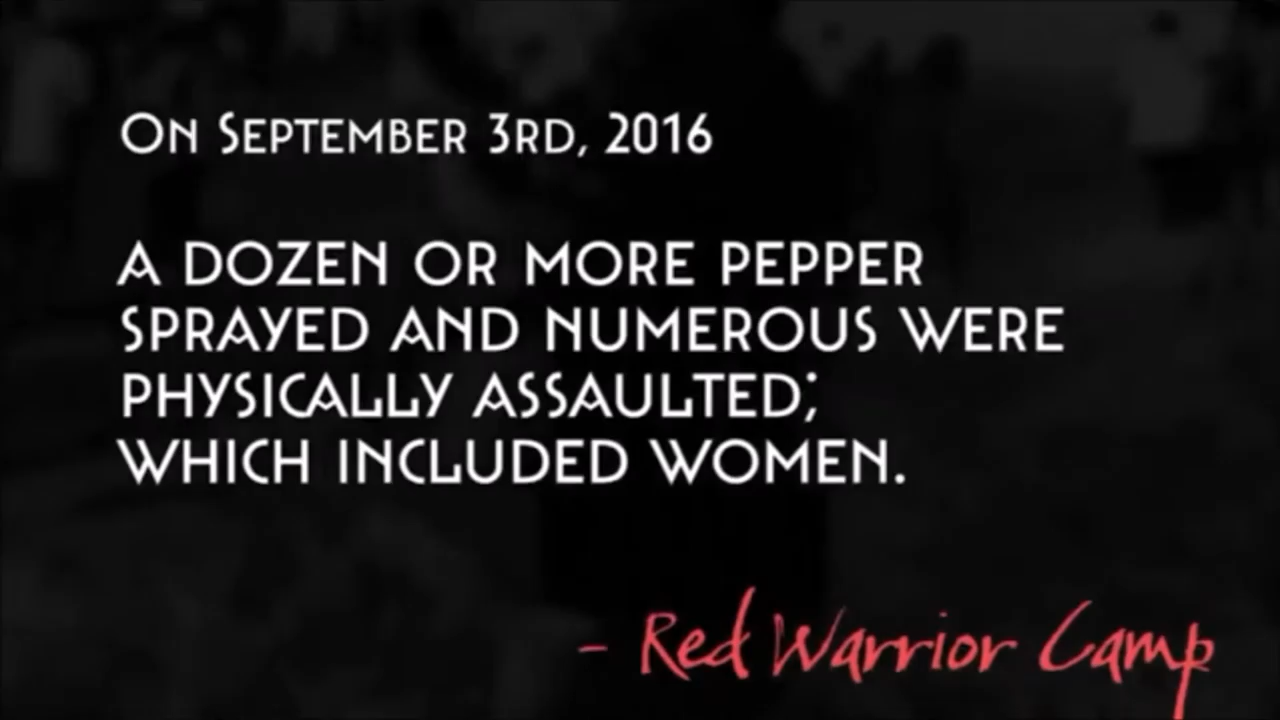 On September 3rd, 2016
A DOZEN OR MORE PEPPER
SPRAYED AND NUMEROUS WERE
PHYSICALLY ASSAULTED;
WHICH INCLUDED WOMEN.
- Red Warrior Camp